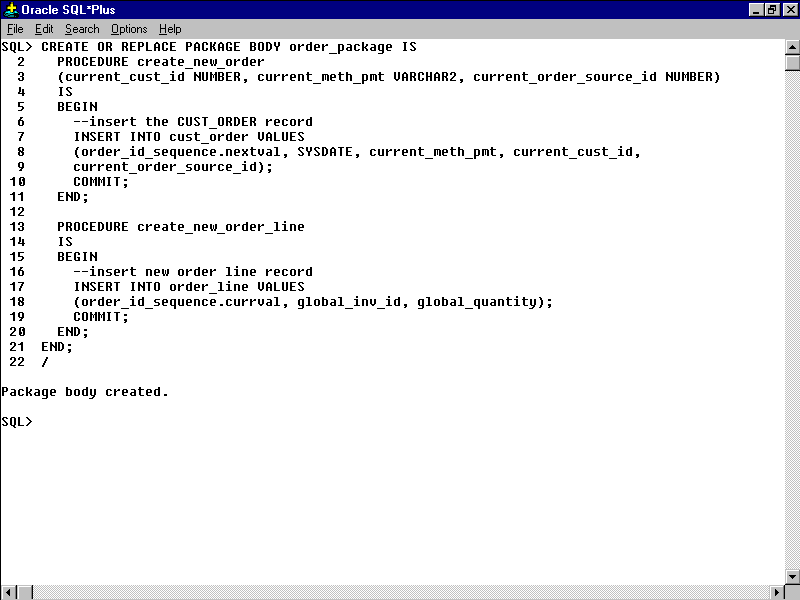 Oracle SQL*Plus
File Edit Search Options Help
SQL> CREATE OR REPLACE PACKAGE BODY order_package IS
  2    PROCEDURE create_new_order
  3    (current_cust_id NUMBER, current_meth_pmt VARCHAR2, current_order_source_id NUMBER)
  4    IS
  5    BEGIN
  6      --insert the CUST_ORDER record
  7      INSERT INTO cust_order VALUES
  8      (order_id_sequence.nextval, SYSDATE, current_meth_pmt, current_cust_id,
  9      current_order_source_id);
 10      COMMIT;
 11    END;
 12
 13    PROCEDURE create_new_order_line
 14    IS
 15    BEGIN
 16      --insert new order line record
 17      INSERT INTO order_line VALUES
 18      (order_id_sequence.currval, global_inv_id, global_quantity);
 19      COMMIT;
 20    END;
 21  END;
 22  /
Package body created.
SQL>